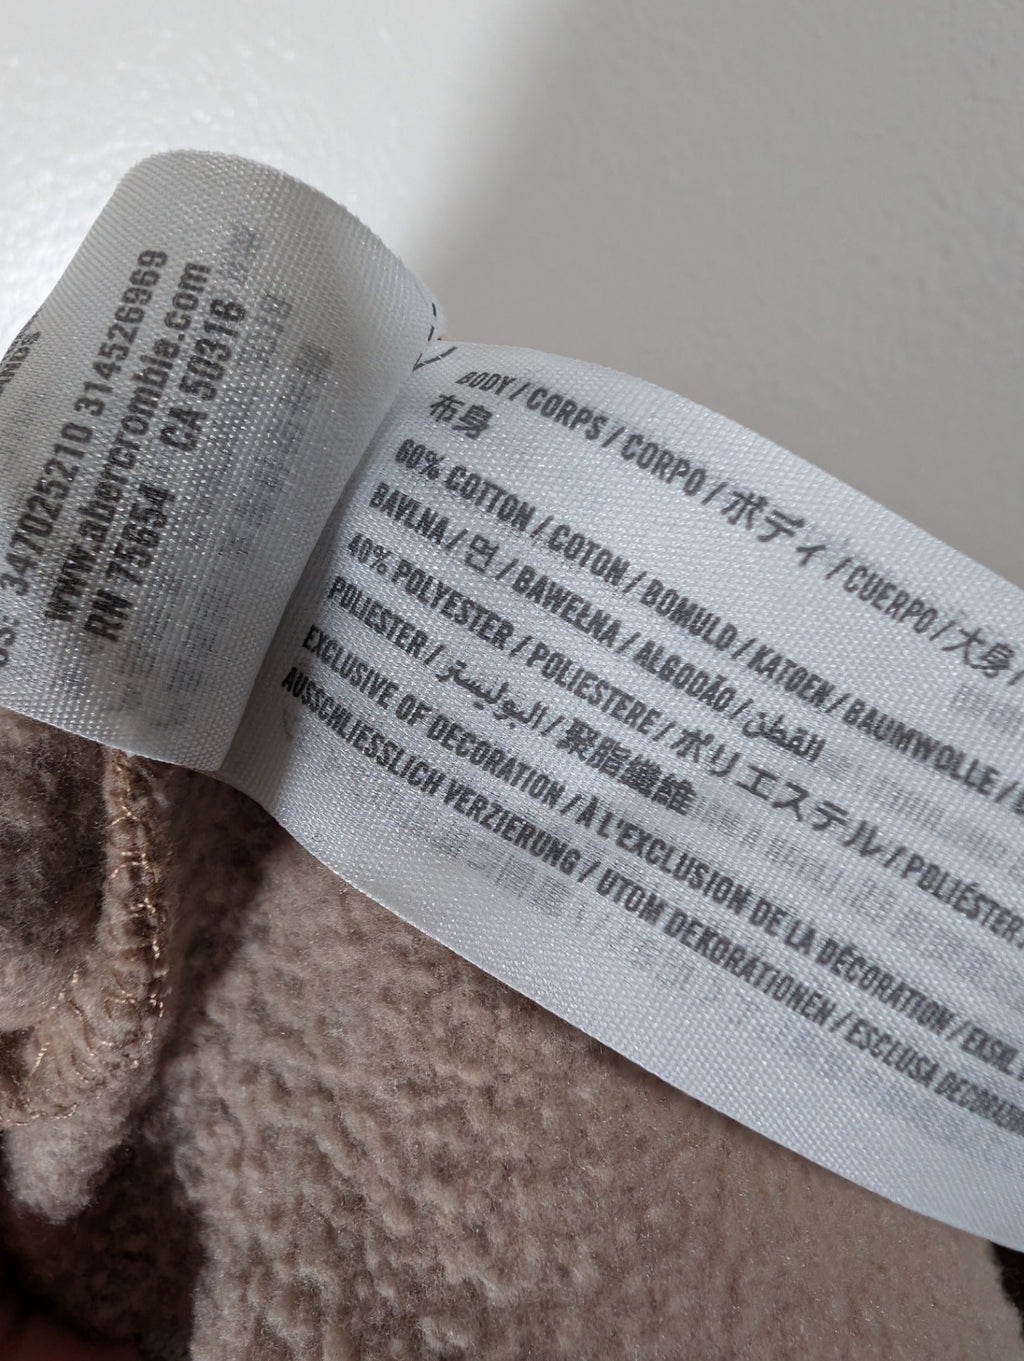 347025210 314526969
www.abercrombie.com
RN 75654 CA 50316
BODY / CORPS / CORPO / ボディ / CUERPO / 大身 /
布身
60% COTTON / COTON / BOMULD / KATOEN / BAUMWOLLE /
BAVLNA / 면 / BAWEŁNA / ALGODÃO / القطن
40% POLYESTER / POLIESTERE / ポリエステル / POLIÉSTER
POLIESTER / البوليستر / 聚脂纖維
EXCLUSIVE OF DECORATION / À L'EXCLUSION DE LA DÉCORATION / EKSKL.
AUSSCHLIESSLICH VERZIERUNG / UTOM DEKORATIONEN / ESCLUSA